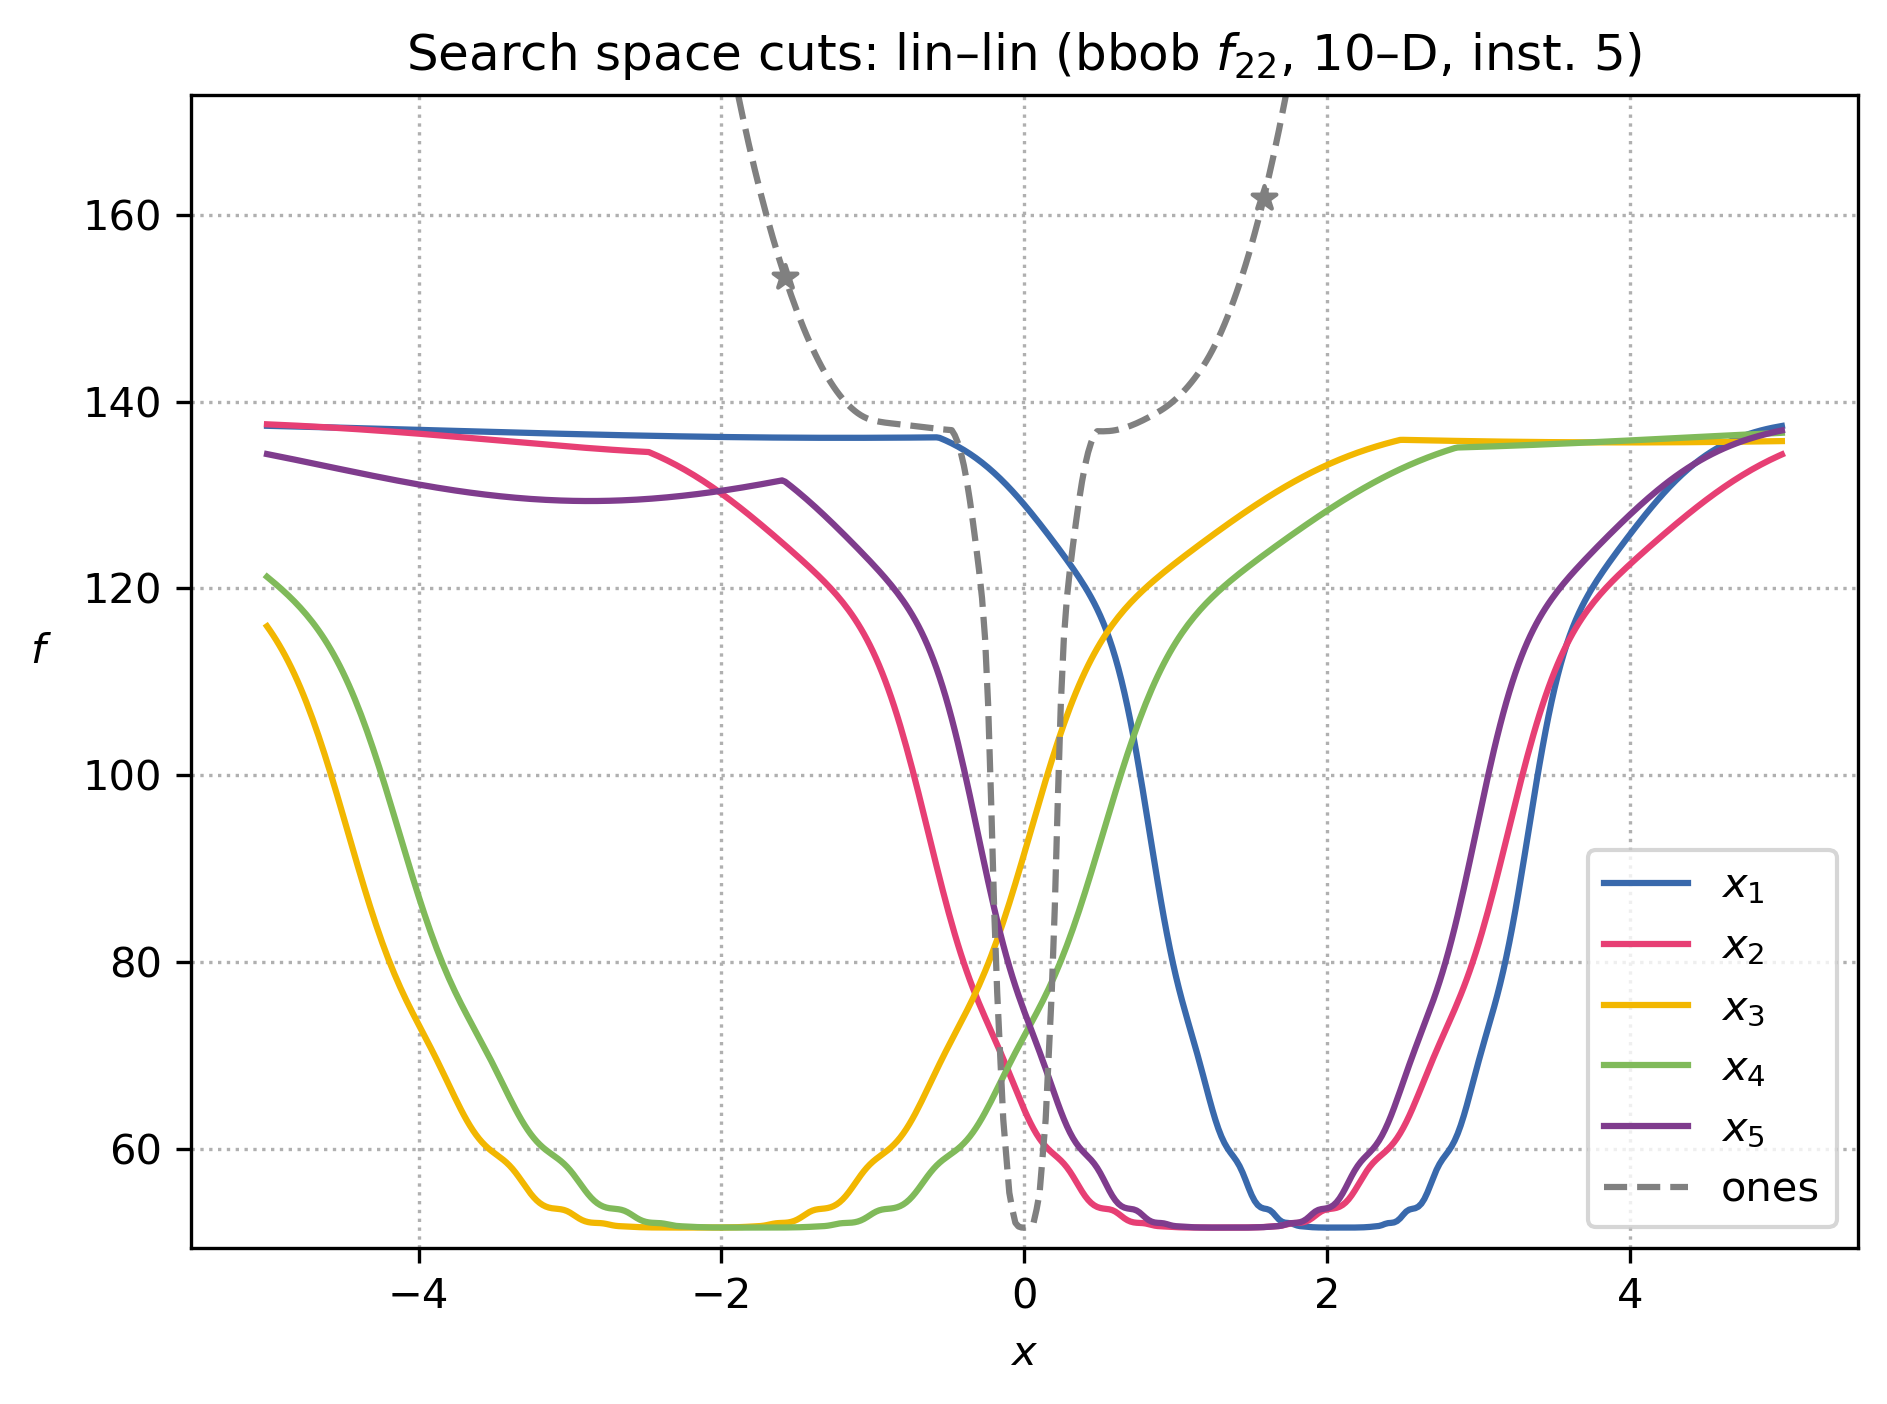 Search space cuts: lin–lin (bbob f₂₂, 10–D, inst. 5)
160
140
120
100
80
60
f
−4
−2
0
2
4
x
x₁
x₂
x₃
x₄
x₅
ones